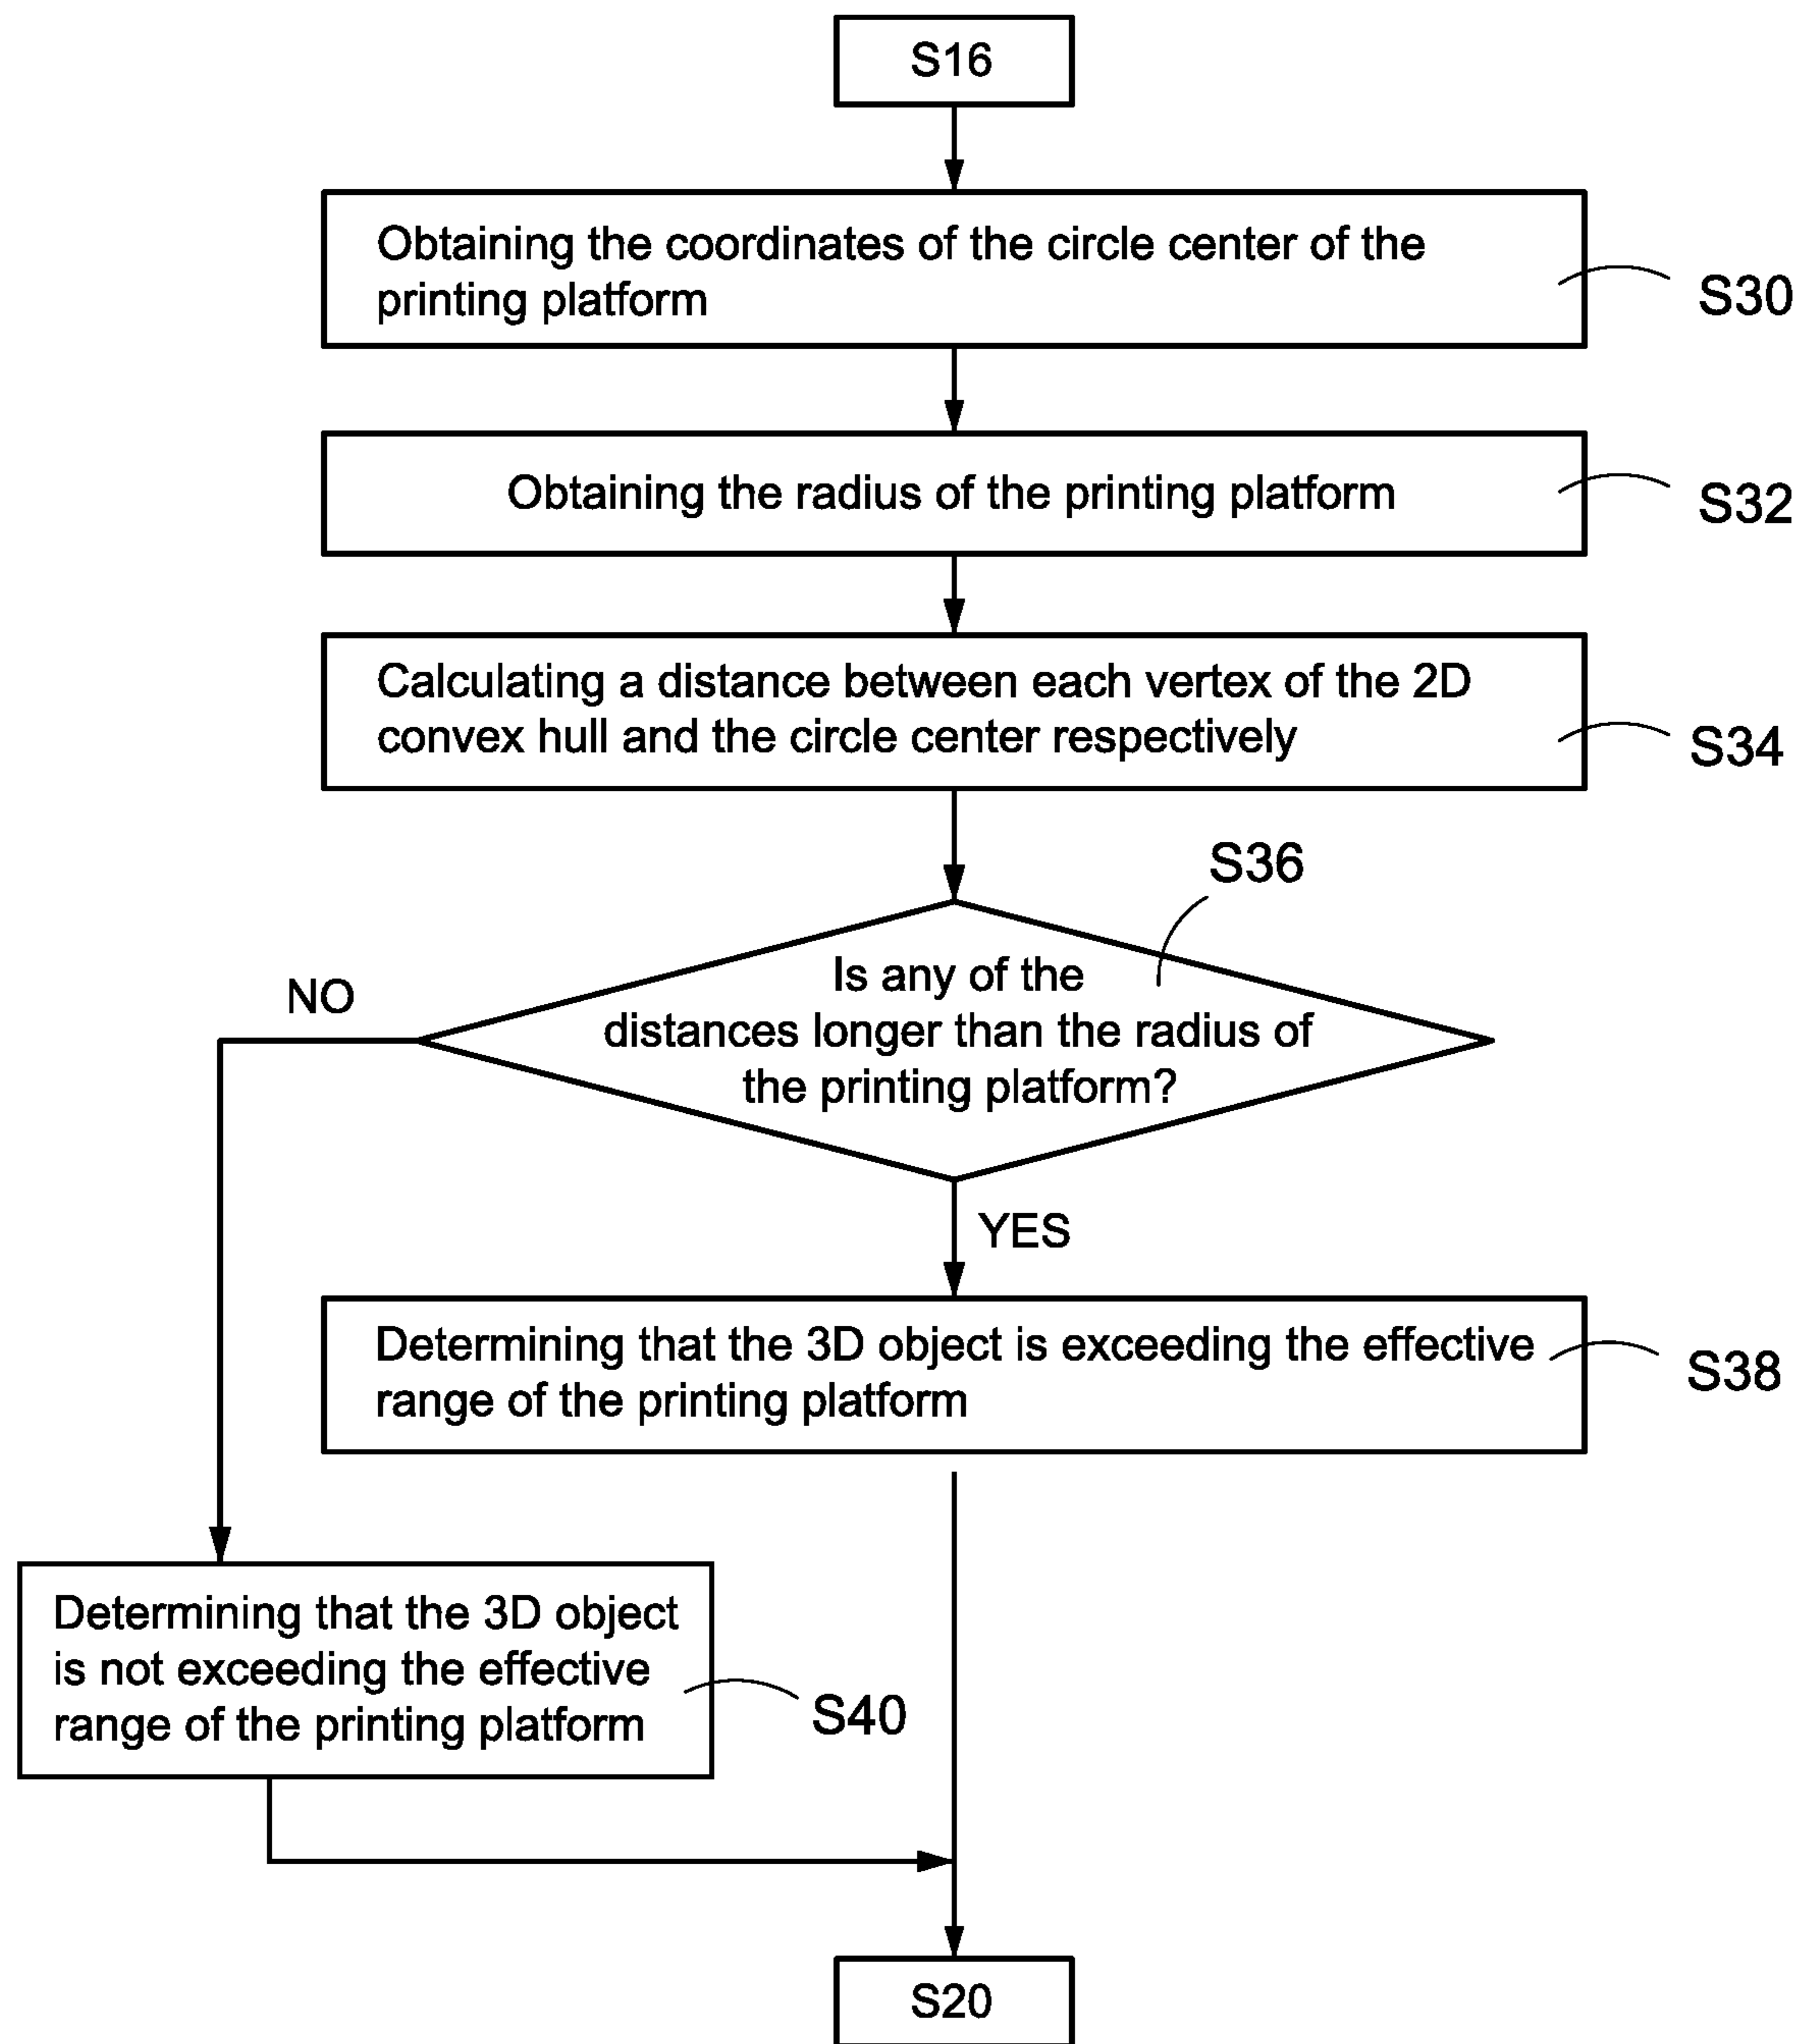 S16
Obtaining the coordinates of the circle center of the
printing platform
S30
Obtaining the radius of the printing platform
S32
Calculating a distance between each vertex of the 2D
convex hull and the circle center respectively
S34
S36
Is any of the
distances longer than the radius of
the printing platform?
NO
YES
Determining that the 3D object is exceeding the effective
range of the printing platform
S38
Determining that the 3D object
is not exceeding the effective
range of the printing platform
S40
S20